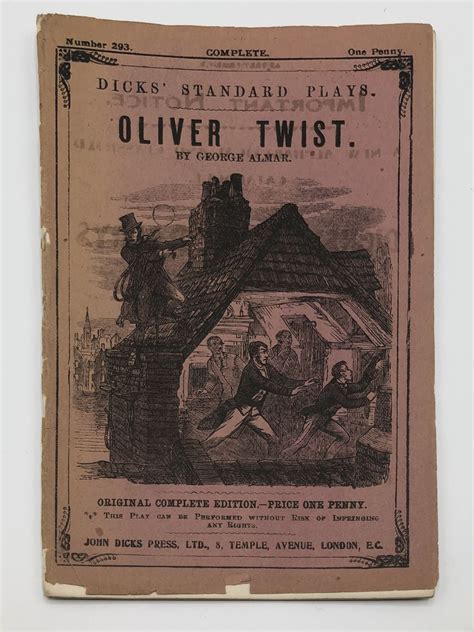 Number 293. COMPLETE. One Penny.
DICKS' STANDARD PLAYS.
OLIVER TWIST.
BY GEORGE ALMAR.
ORIGINAL COMPLETE EDITION.—PRICE ONE PENNY.
*** THIS PLAY CAN BE PERFORMED WITHOUT RISK OF INFRINGING
ANY RIGHTS.
JOHN DICKS PRESS, LTD., 8, TEMPLE, AVENUE, LONDON, E.C.